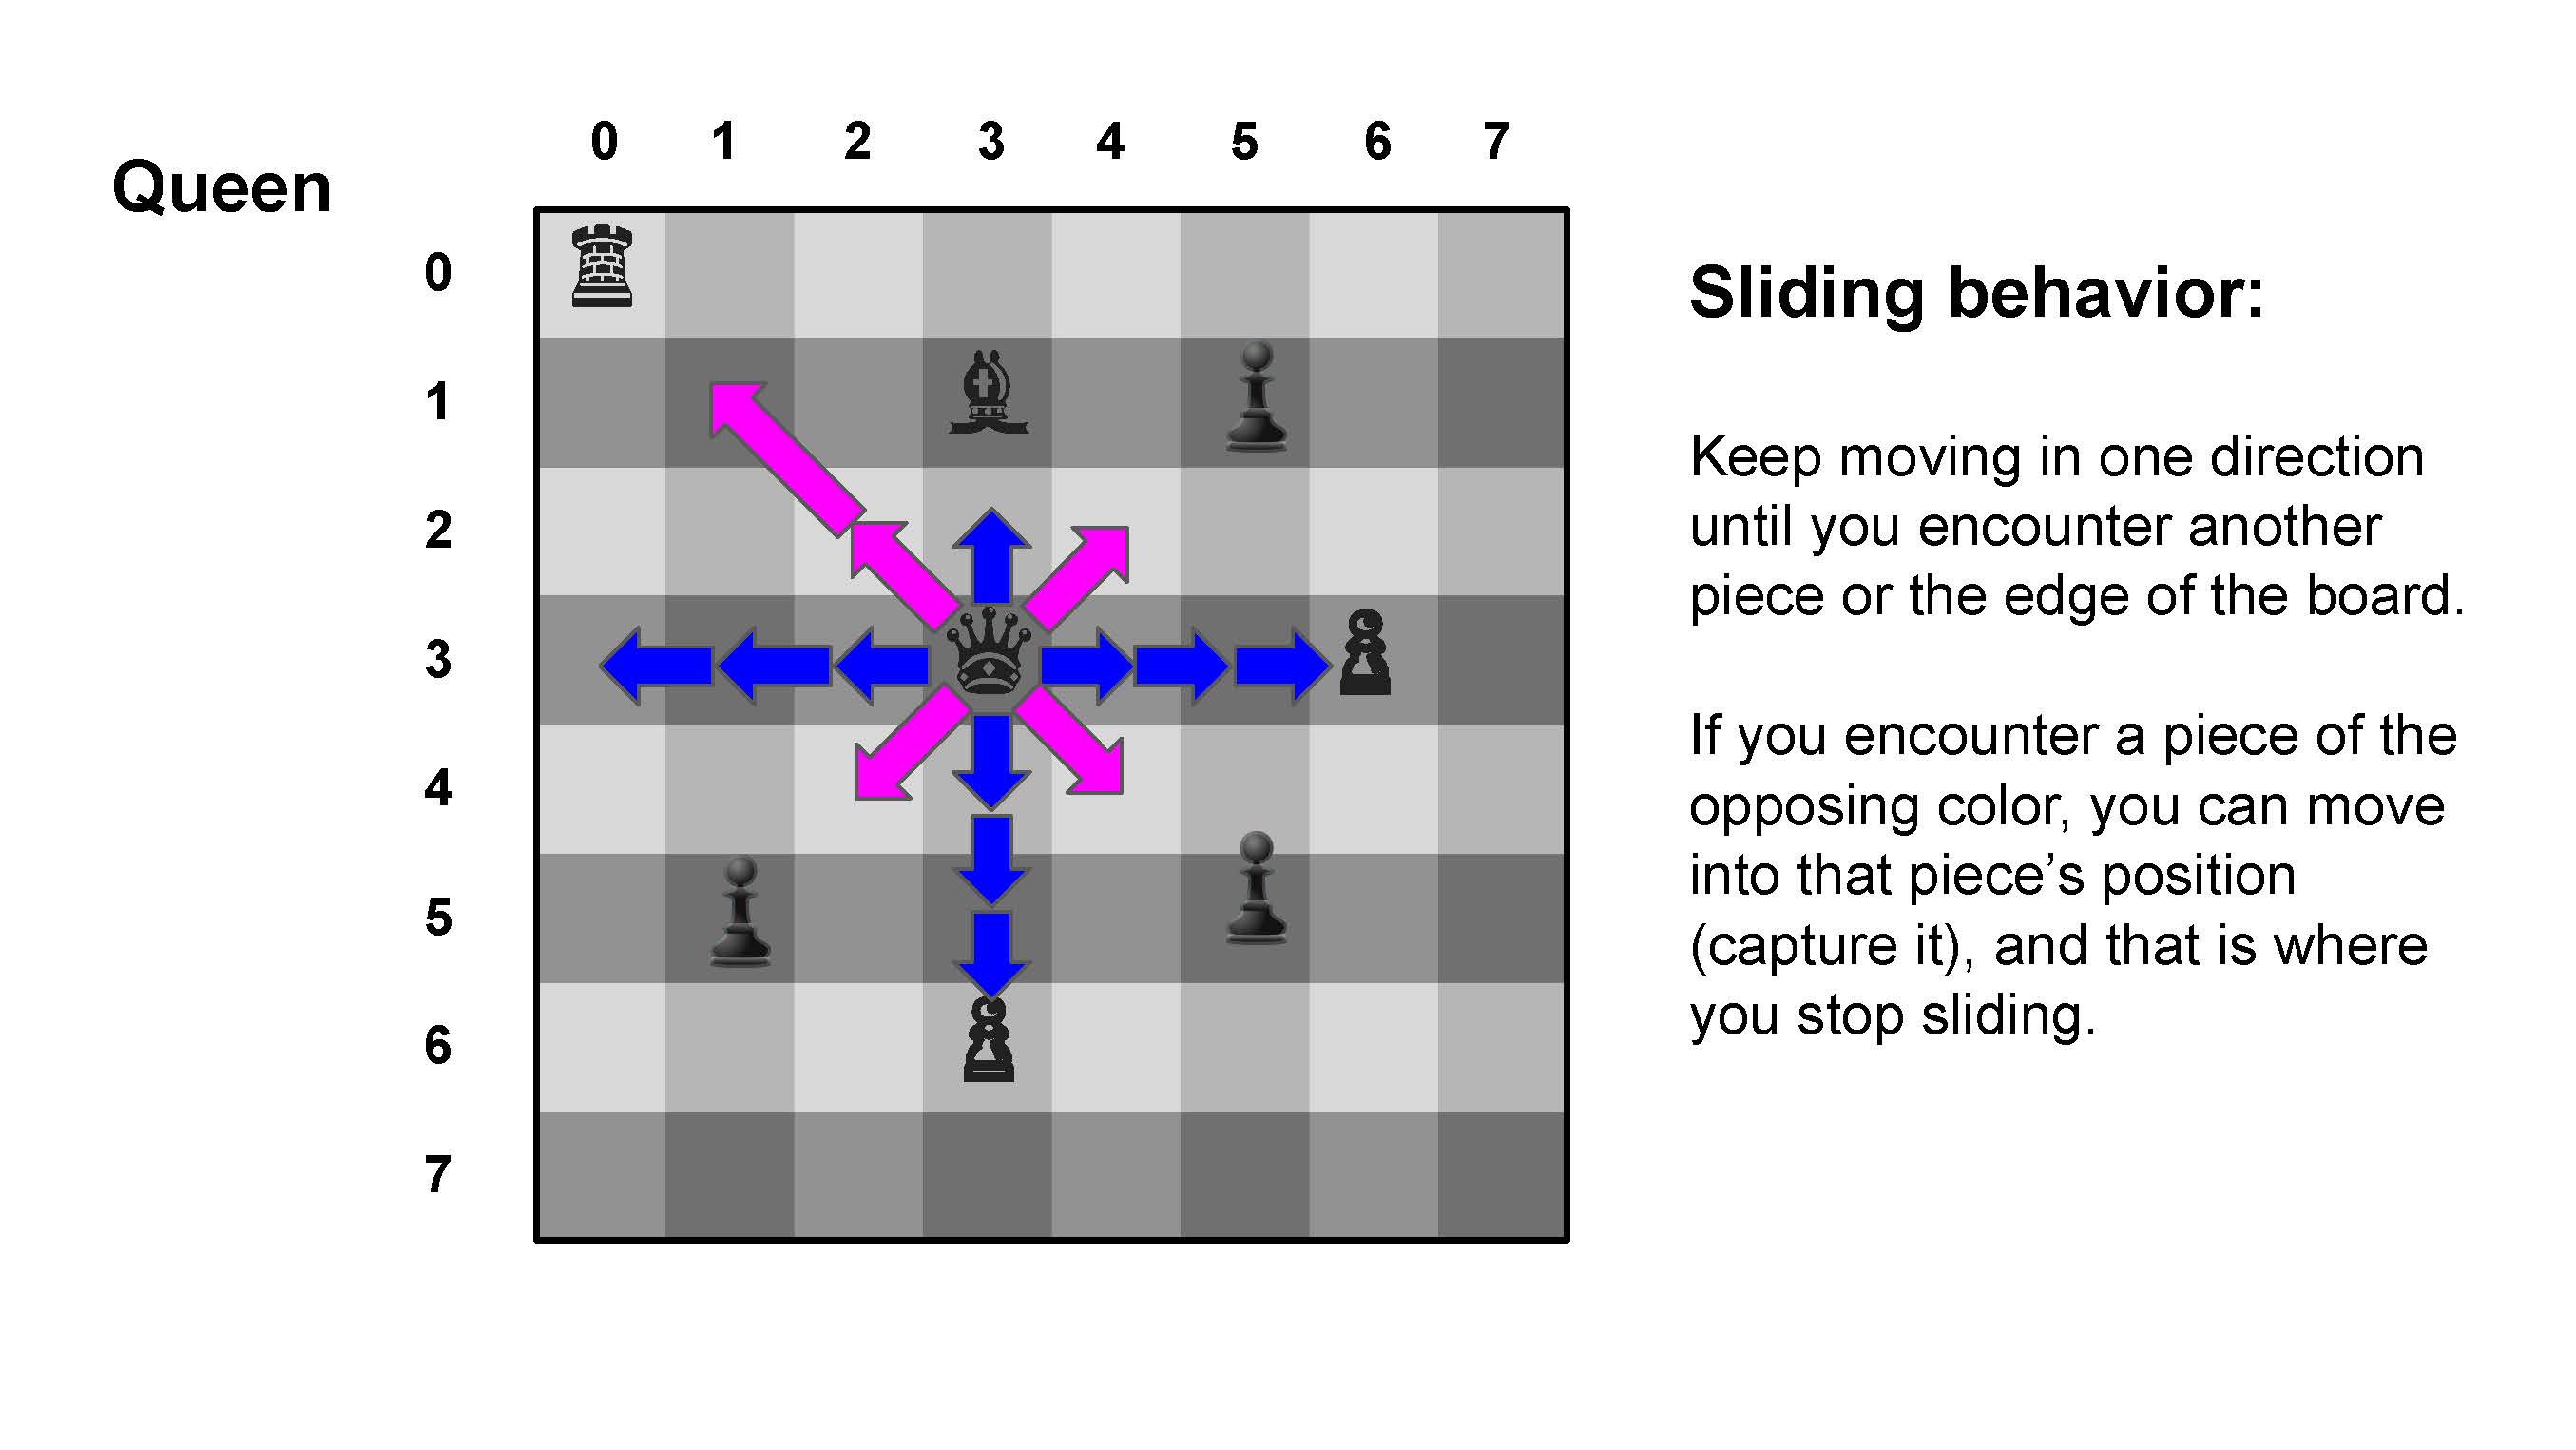 Queen
0 1 2 3 4 5 6 7
0
1
2
3
4
5
6
7
Sliding behavior:
Keep moving in one direction
until you encounter another
piece or the edge of the board.
If you encounter a piece of the
opposing color, you can move
into that piece’s position
(capture it), and that is where
you stop sliding.